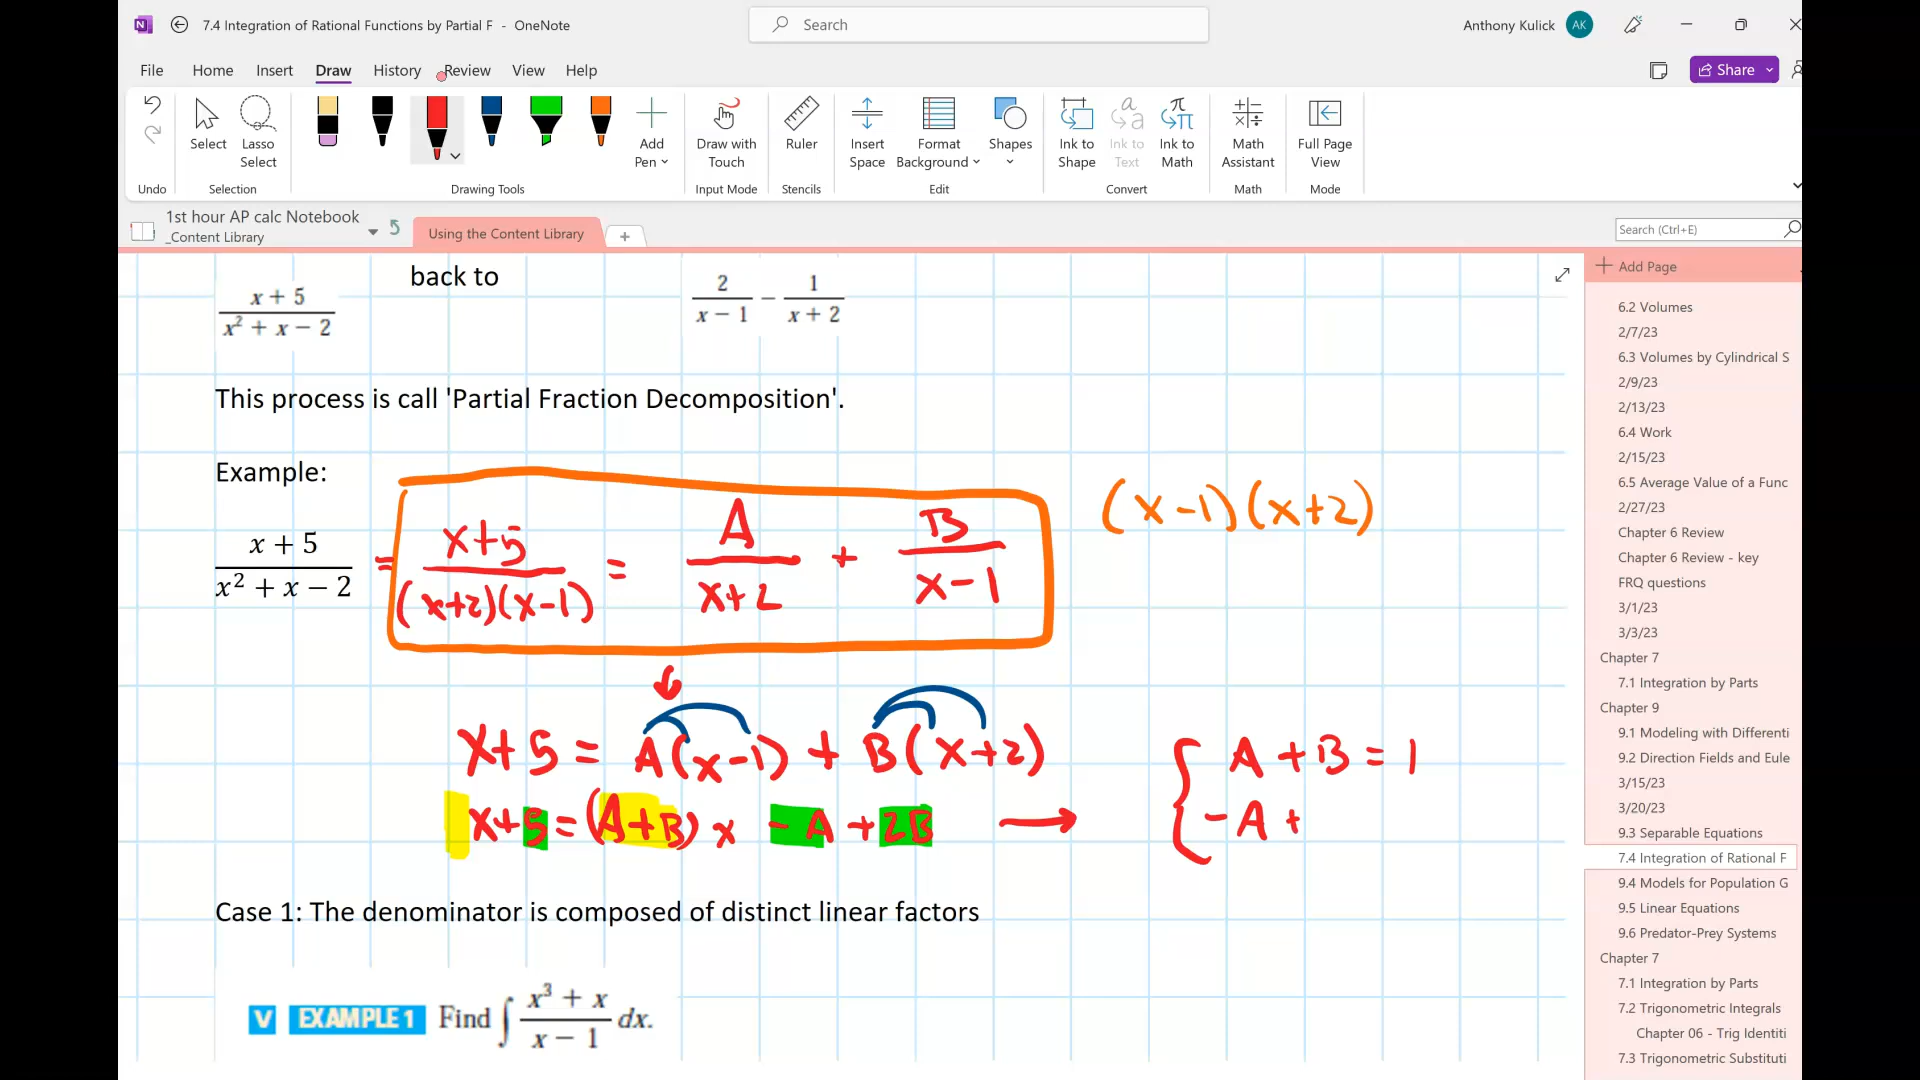 7.4 Integration of Rational Functions by Partial F - OneNote
Search
Anthony Kulick AK
File Home Insert Draw History Review View Help
Share
Select Lasso Select Add Pen Draw with Touch Ruler Insert Space Format Background Shapes Ink to Shape Ink to Text Ink to Math Math Assistant Full Page View
Undo Selection Drawing Tools Input Mode Stencils Edit Convert Math Mode
1st hour AP calc Notebook
_Content Library
Using the Content Library
Search (Ctrl+E)
Add Page
(x + 5)/(x² + x − 2) back to 2/(x − 1) − 1/(x + 2)
This process is call 'Partial Fraction Decomposition'.
Example:
(x + 5)/(x² + x − 2) = (x+5)/((x+2)(x-1)) = A/(x+2) + B/(x-1)
(x-1)(x+2)
x+5 = A(x-1) + B(x+2)
x+5 = (A+B)x -A +2B →
{ A + B = 1
-A +
Case 1: The denominator is composed of distinct linear factors
V EXAMPLE 1 Find ∫ (x³ + x)/(x − 1) dx.
6.2 Volumes
2/7/23
6.3 Volumes by Cylindrical S
2/9/23
2/13/23
6.4 Work
2/15/23
6.5 Average Value of a Func
2/27/23
Chapter 6 Review
Chapter 6 Review - key
FRQ questions
3/1/23
3/3/23
Chapter 7
7.1 Integration by Parts
Chapter 9
9.1 Modeling with Differenti
9.2 Direction Fields and Eule
3/15/23
3/20/23
9.3 Separable Equations
7.4 Integration of Rational F
9.4 Models for Population G
9.5 Linear Equations
9.6 Predator-Prey Systems
Chapter 7
7.1 Integration by Parts
7.2 Trigonometric Integrals
Chapter 06 - Trig Identiti
7.3 Trigonometric Substituti